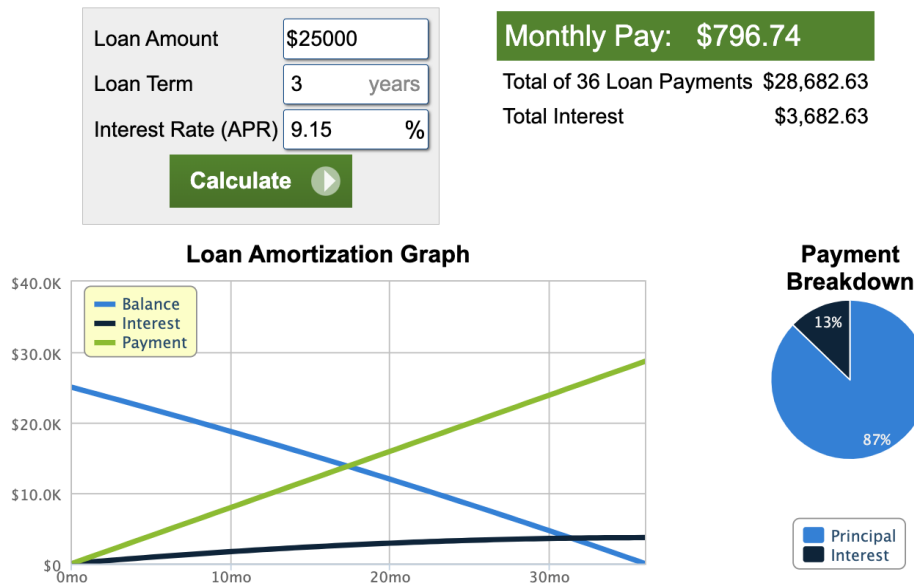 Loan Amount $25000
Loan Term 3 years
Interest Rate (APR) 9.15 %
Calculate
Monthly Pay: $796.74
Total of 36 Loan Payments $28,682.63
Total Interest $3,682.63
Loan Amortization Graph
$40.0K
$30.0K
$20.0K
$10.0K
$0
Balance
Interest
Payment
0mo 10mo 20mo 30mo
Payment
Breakdown
13%
87%
Principal
Interest